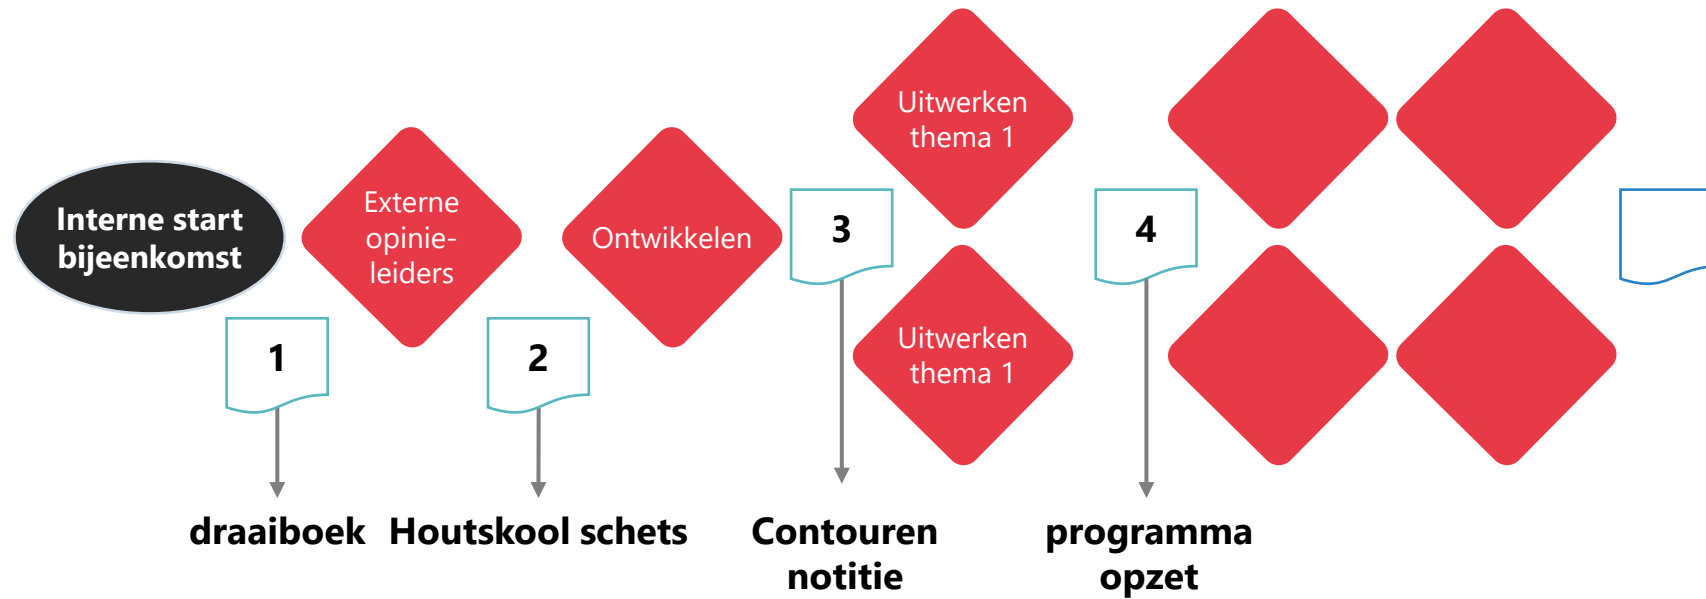 Interne start
bijeenkomst
1
draaiboek
Externe
opinie-
leiders
2
Houtskool schets
Ontwikkelen
3
Contouren
notitie
Uitwerken
thema 1
Uitwerken
thema 1
4
programma
opzet